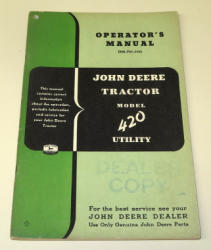 OPERATOR'S
MANUAL
JOHN DEERE
TRACTOR
MODEL
420
UTILITY
This manual
contains correct
information
about the operation,
periodic lubrication
and service for
your John Deere
Tractor
DEALER
COPY
For the best service see your
JOHN DEERE DEALER
Use Only Genuine John Deere Parts